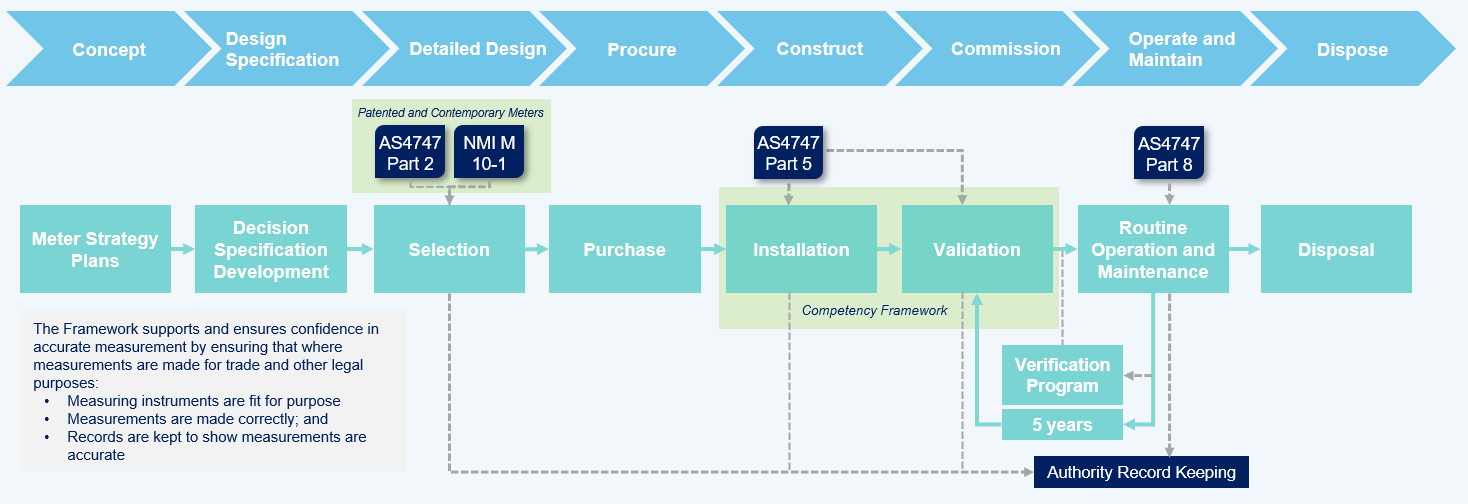 Concept
Design
Specification
Detailed Design
Procure
Construct
Commission
Operate and
Maintain
Dispose
Patented and Contemporary Meters
AS4747
Part 2
NMI M
10-1
AS4747
Part 5
AS4747
Part 8
Meter Strategy
Plans
Decision
Specification
Development
Selection
Purchase
Installation
Validation
Routine
Operation and
Maintenance
Disposal
Competency Framework
The Framework supports and ensures confidence in
accurate measurement by ensuring that where
measurements are made for trade and other legal
purposes:
• Measuring instruments are fit for purpose
• Measurements are made correctly; and
• Records are kept to show measurements are
accurate
Verification
Program
5 years
Authority Record Keeping